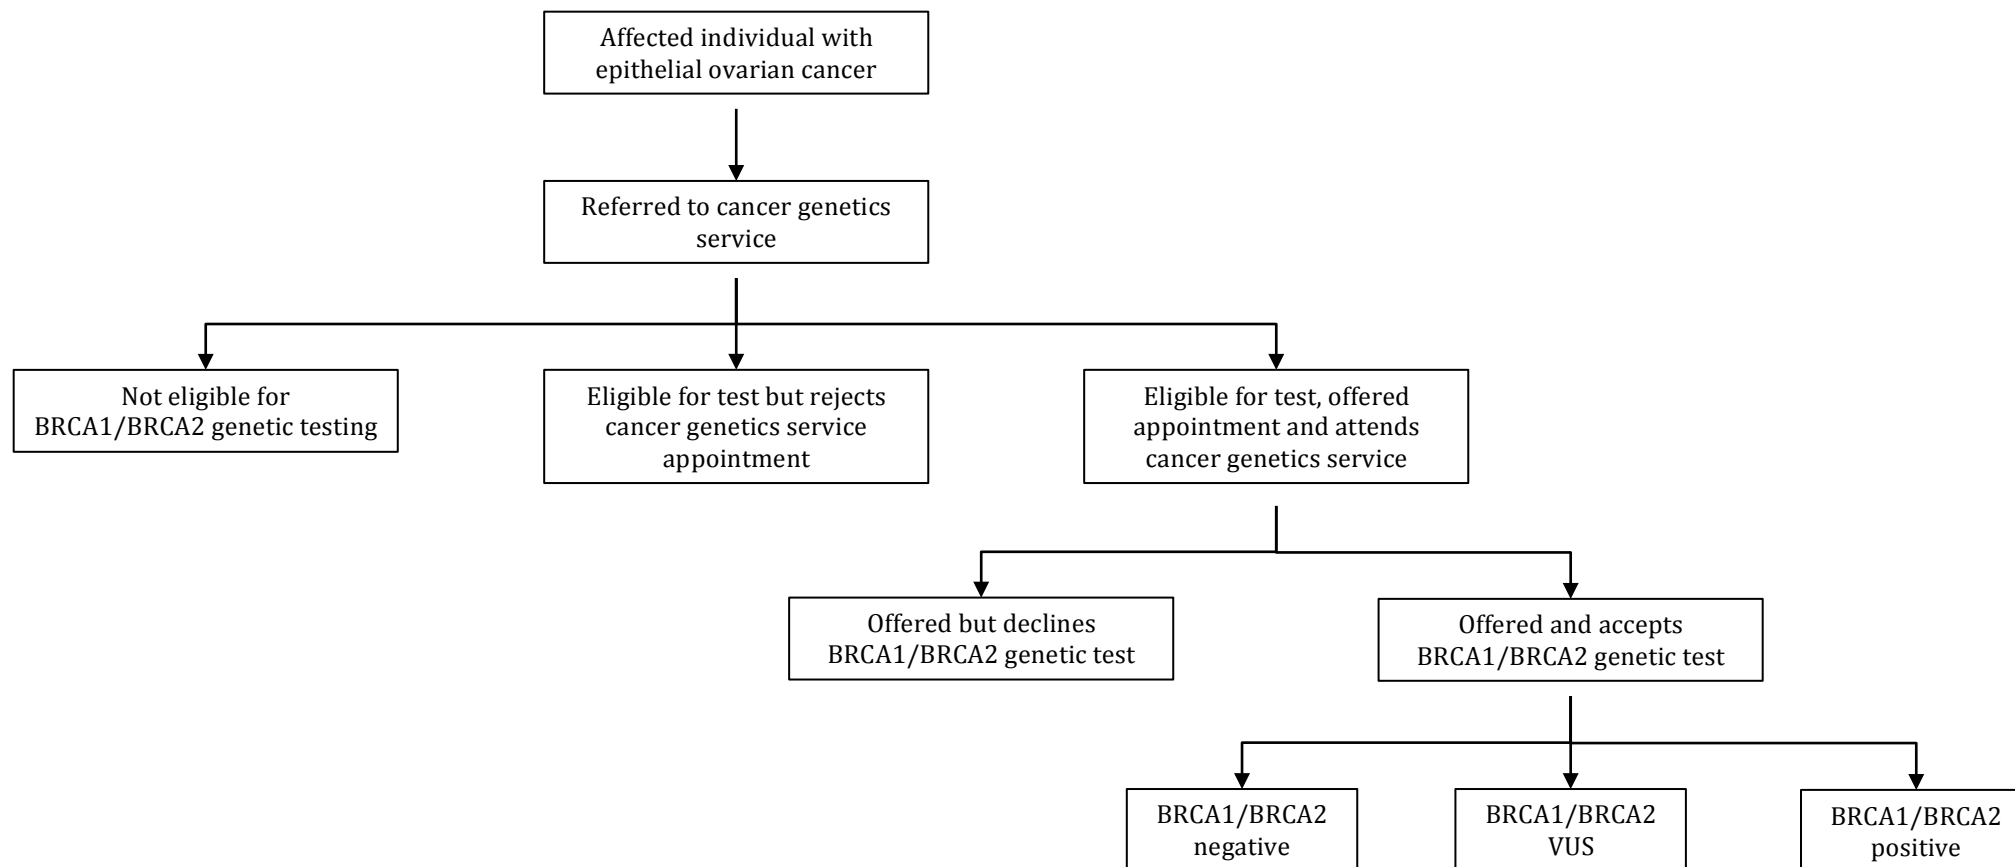 Affected individual with
epithelial ovarian cancer
Referred to cancer genetics
service
Not eligible for
BRCA1/BRCA2 genetic testing
Eligible for test but rejects
cancer genetics service
appointment
Eligible for test, offered
appointment and attends
cancer genetics service
Offered but declines
BRCA1/BRCA2 genetic test
Offered and accepts
BRCA1/BRCA2 genetic test
BRCA1/BRCA2
negative
BRCA1/BRCA2
VUS
BRCA1/BRCA2
positive